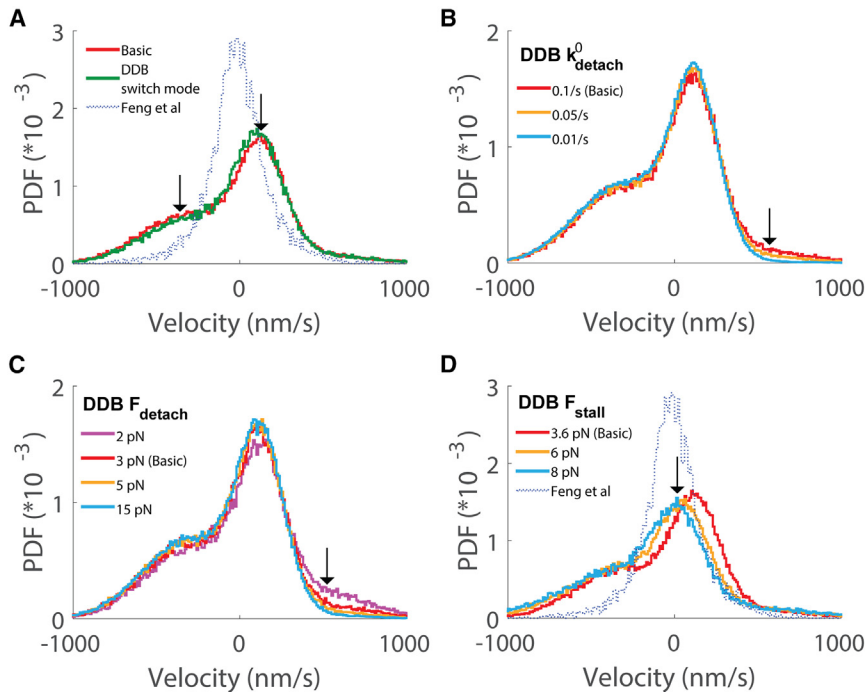 A
3
2
1
0
PDF (*10 -3)
Basic
DDB
switch mode
Feng et al
-1000
0
1000
Velocity (nm/s)
B
2
1
0
PDF (*10 -3)
DDB k0detach
0.1/s (Basic)
0.05/s
0.01/s
-1000
0
1000
Velocity (nm/s)
C
2
1
0
PDF (*10 -3)
DDB Fdetach
2 pN
3 pN (Basic)
5 pN
15 pN
-1000
0
1000
Velocity (nm/s)
D
3
2
1
0
PDF (*10 -3)
DDB Fstall
3.6 pN (Basic)
6 pN
8 pN
Feng et al
-1000
0
1000
Velocity (nm/s)